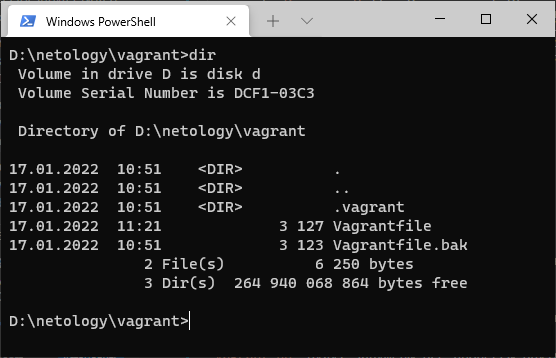 Windows PowerShell
D:\netology\vagrant>dir
 Volume in drive D is disk d
 Volume Serial Number is DCF1-03C3

 Directory of D:\netology\vagrant

17.01.2022  10:51    <DIR>          .
17.01.2022  10:51    <DIR>          ..
17.01.2022  10:51    <DIR>          .vagrant
17.01.2022  11:21             3 127 Vagrantfile
17.01.2022  10:51             3 123 Vagrantfile.bak
               2 File(s)          6 250 bytes
               3 Dir(s)  264 940 068 864 bytes free

D:\netology\vagrant>